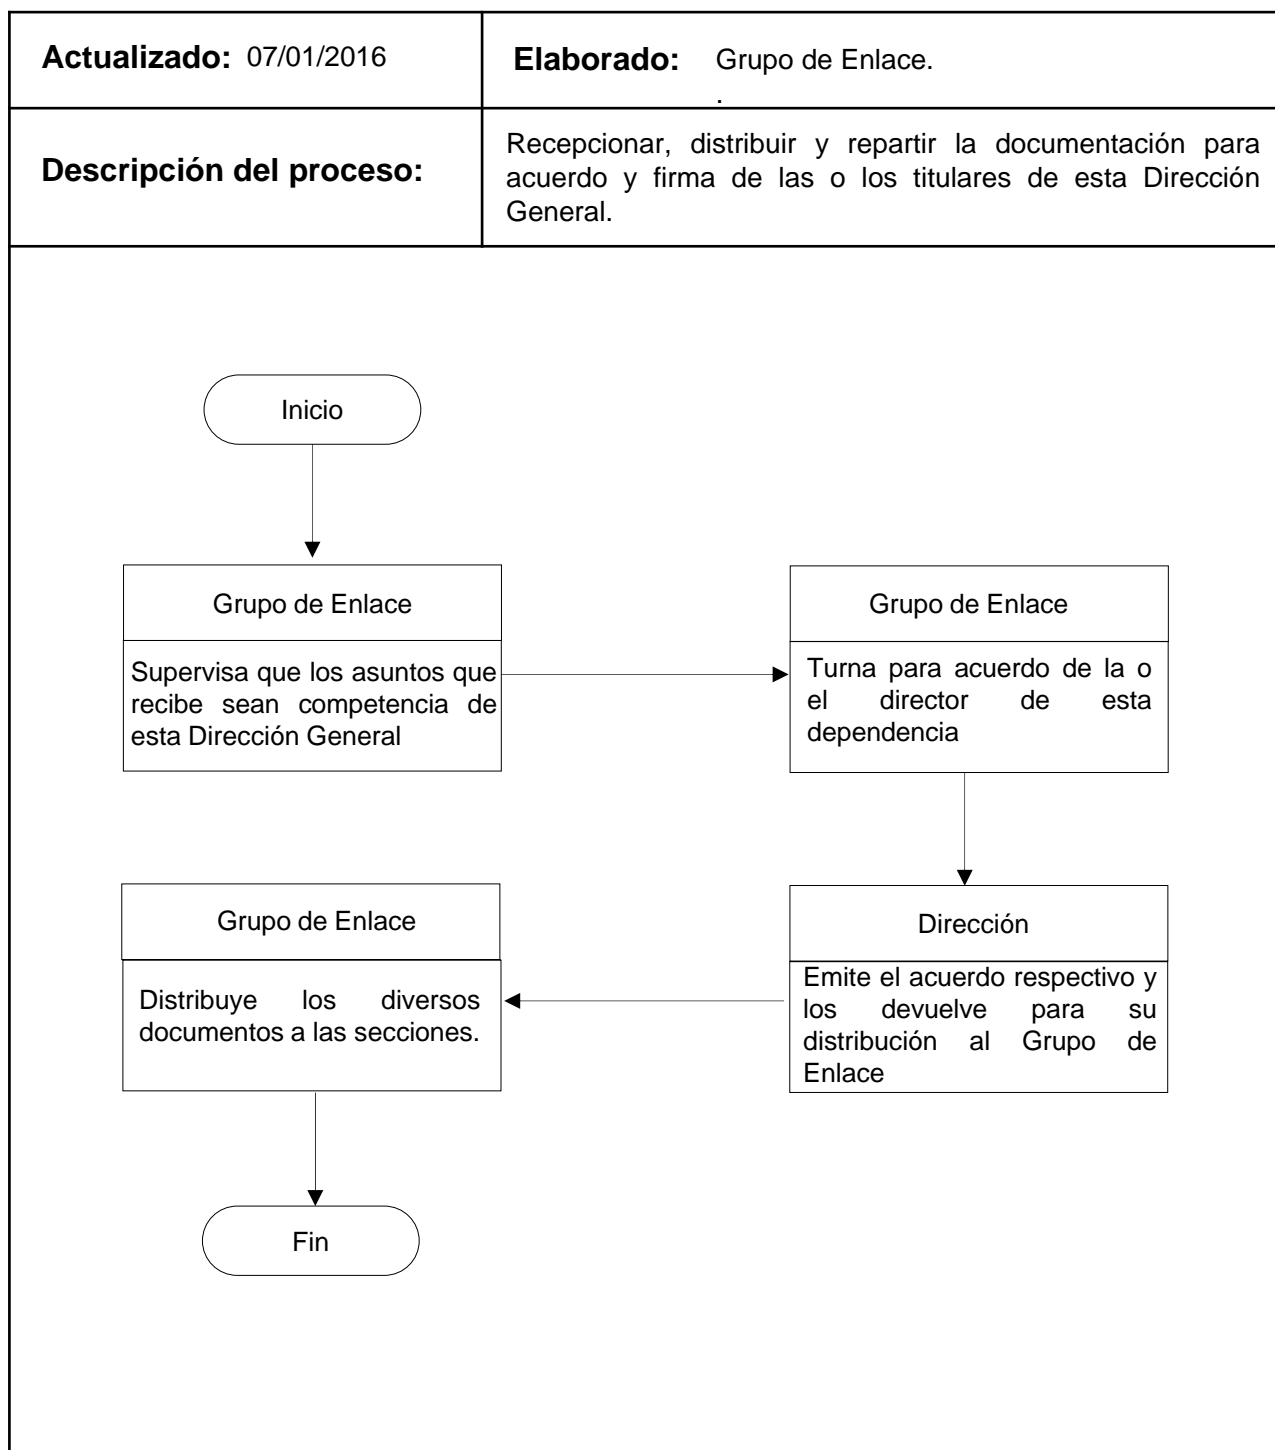 Actualizado: 07/01/2016
Elaborado: Grupo de Enlace.
.
Descripción del proceso:
Recepcionar, distribuir y repartir la documentación para
acuerdo y firma de las o los titulares de esta Dirección
General.
Inicio
Grupo de Enlace
Supervisa que los asuntos que
recibe sean competencia de
esta Dirección General
Grupo de Enlace
Turna para acuerdo de la o
el director de esta
dependencia
Dirección
Emite el acuerdo respectivo y
los devuelve para su
distribución al Grupo de
Enlace
Grupo de Enlace
Distribuye los diversos
documentos a las secciones.
Fin